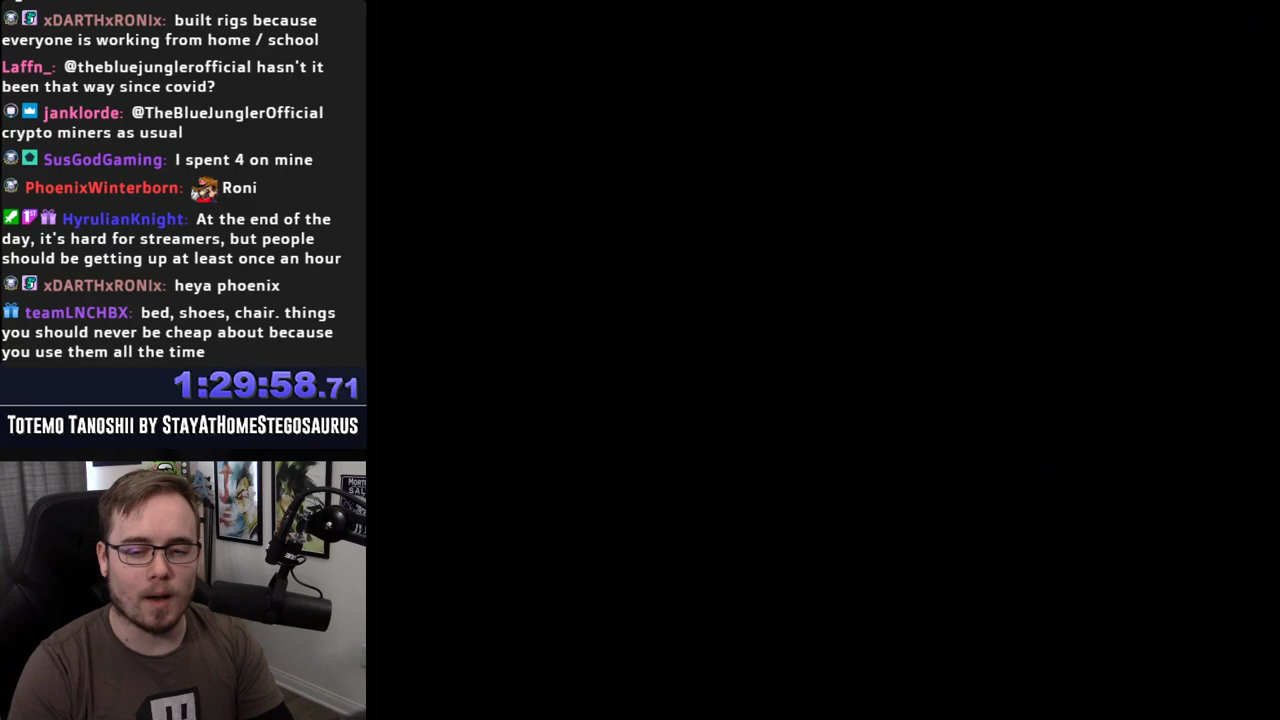 xDARTHxRONIx: built rigs because
everyone is working from home / school
Laffn_: @thebluejunglerofficial hasn't it
been that way since covid?
janklorde: @TheBlueJunglerOfficial
crypto miners as usual
SusGodGaming: I spent 4 on mine
PhoenixWinterborn: Roni
HyrulianKnight: At the end of the
day, it's hard for streamers, but people
should be getting up at least once an hour
xDARTHxRONIx: heya phoenix
teamLNCHBX: bed, shoes, chair. things
you should never be cheap about because
you use them all the time
1:29:58.71
Totemo Tanoshii by StayAtHomeStegosaurus